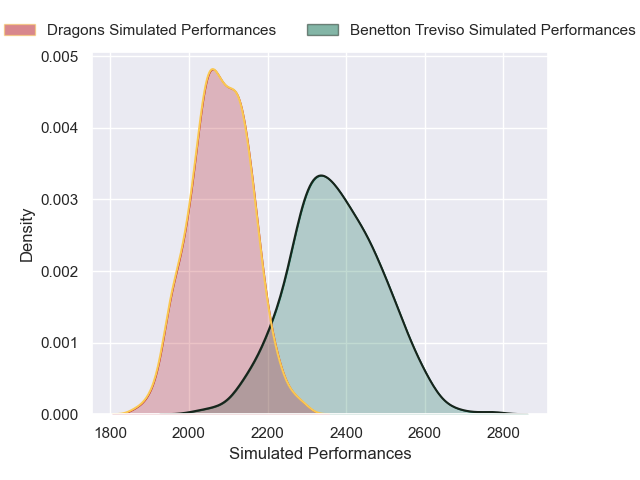 Dragons Simulated Performances Benetton Treviso Simulated Performances
0.005
0.004
0.003
0.002
0.001
0.000
Density
1800 2000 2200 2400 2600 2800
Simulated Performances